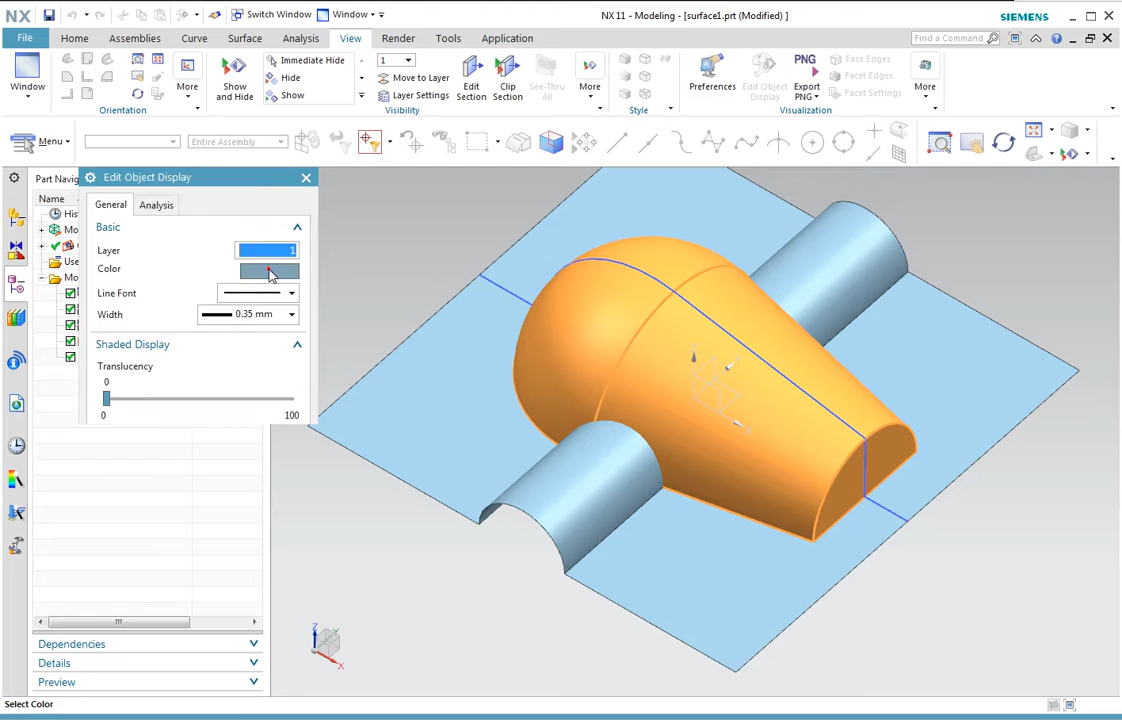 NX
Switch Window
Window
NX 11 - Modeling - [surface1.prt (Modified) ]
SIEMENS
File
Home
Assemblies
Curve
Surface
Analysis
View
Render
Tools
Application
Find a Command
Window
More
Orientation
Show and Hide
Immediate Hide
Hide
Show
1
Move to Layer
Layer Settings
Visibility
Edit Section
Clip Section
See-Thru All
More
Style
Preferences
Edit Object Display
Export PNG
PNG
Face Edges
Facet Edges
Facet Settings
More
Visualization
Menu
Entire Assembly
Part Navig
Name
His
Mo
Use
Mo
Edit Object Display
General
Analysis
Basic
Layer
1
Color
Line Font
Width
0.35 mm
Shaded Display
Translucency
0
0
100
Dependencies
Details
Preview
Z
Y
X
Select Color